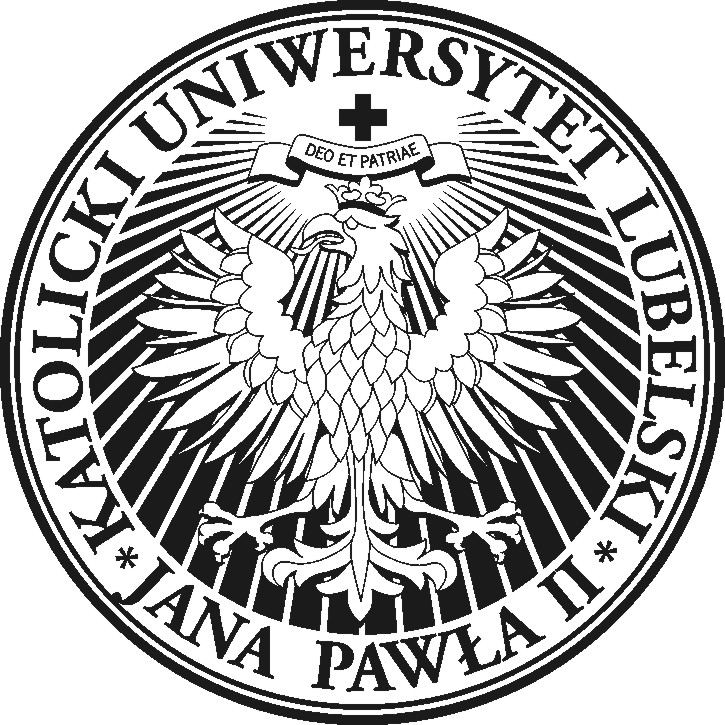 KATOLICKI UNIWERSYTET LUBELSKI
* JANA PAWŁA II *
DEO ET PATRIAE